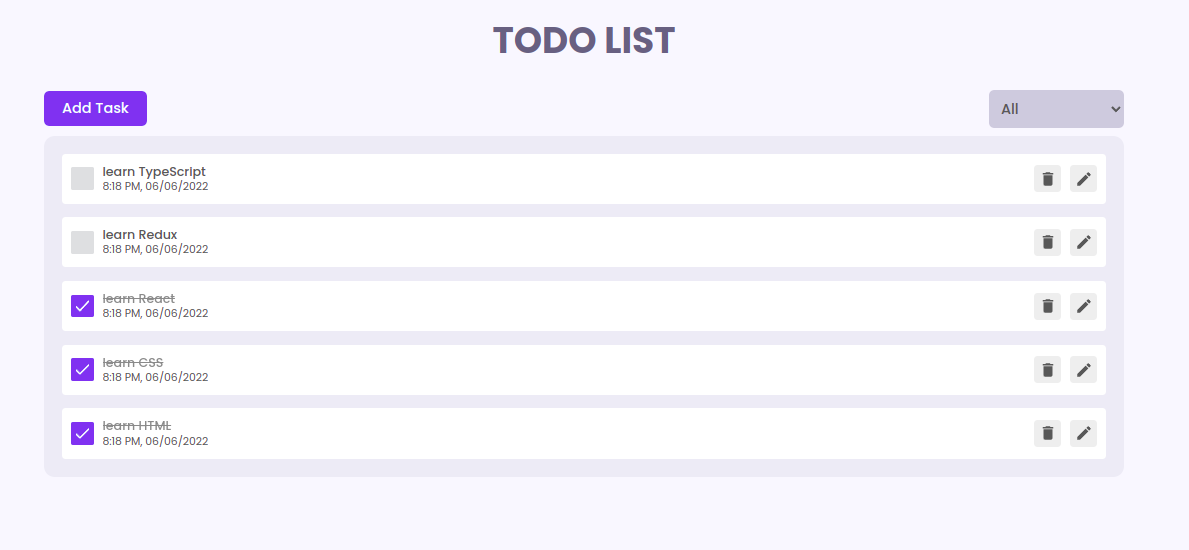 TODO LIST
Add Task
All
learn TypeScript
8:18 PM, 06/06/2022
learn Redux
8:18 PM, 06/06/2022
learn React
8:18 PM, 06/06/2022
learn CSS
8:18 PM, 06/06/2022
learn HTML
8:18 PM, 06/06/2022